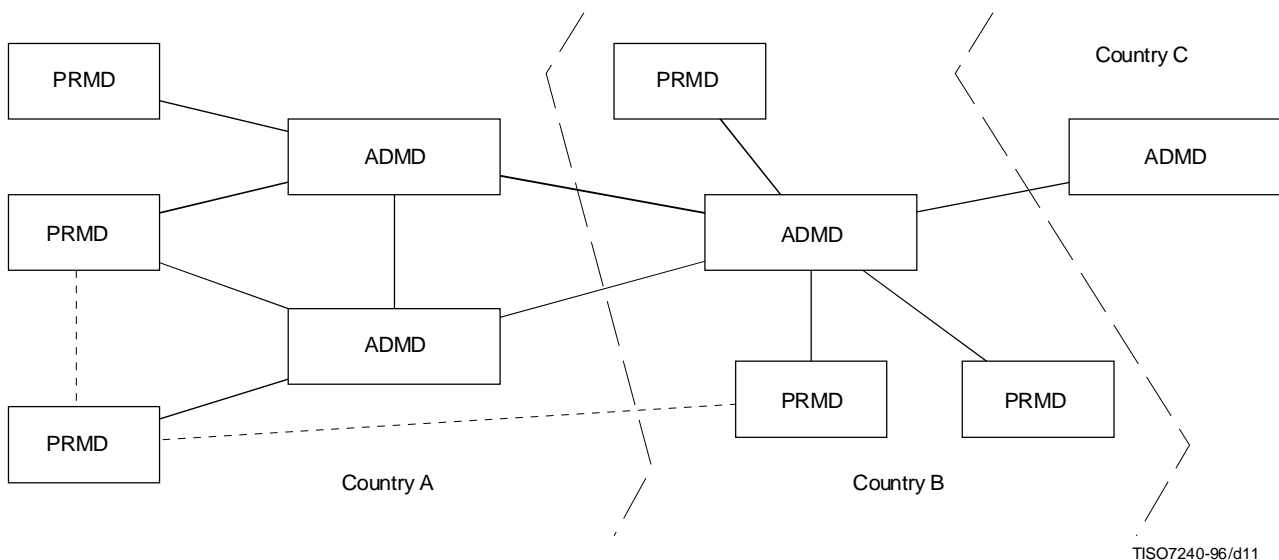 Country C
PRMD
PRMD
ADMD
ADMD
PRMD
ADMD
ADMD
PRMD
PRMD
PRMD
Country A
Country B
TISO7240-96/d11